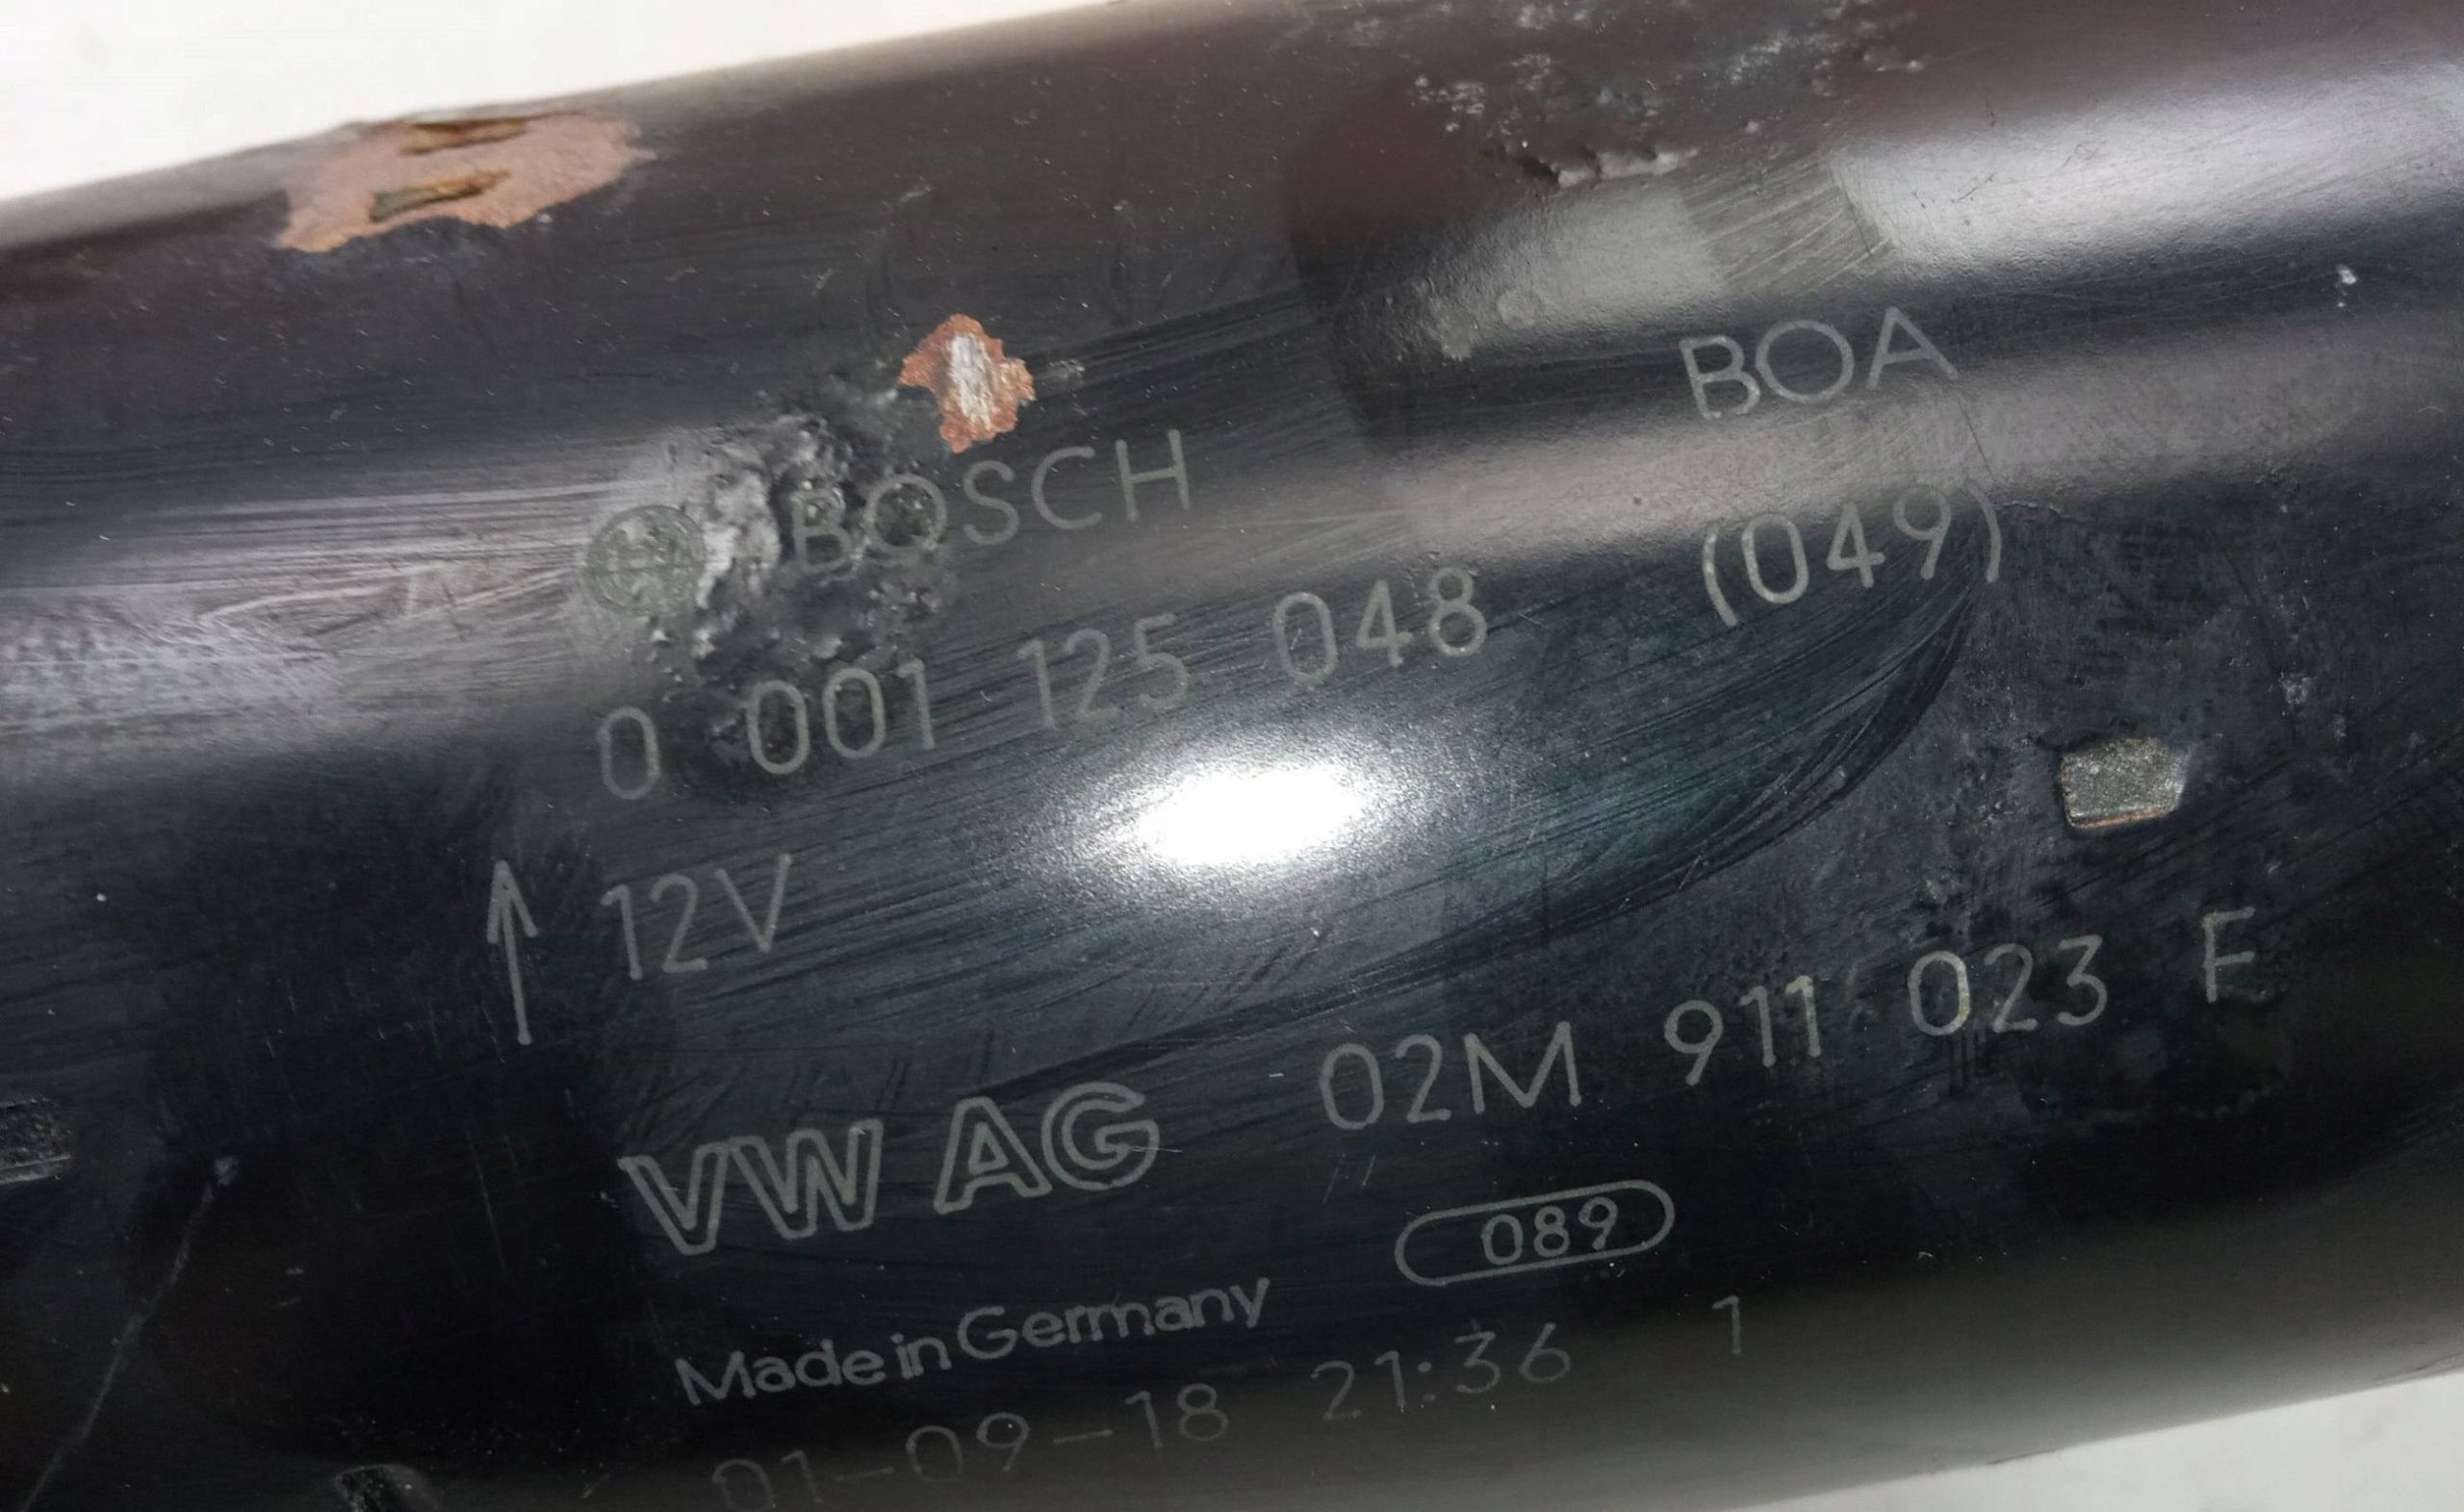 BOSCH BOA
0 001 125 048 (049)
↑ 12V
VW AG 02M 911 023 F
Made in Germany 089
01-09-18 21:36 1